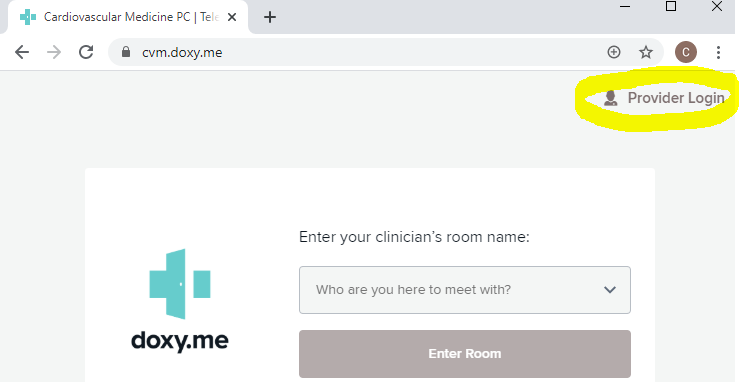 Cardiovascular Medicine PC | Tele
cvm.doxy.me
C
Provider Login
Enter your clinician's room name:
Who are you here to meet with?
doxy.me
Enter Room